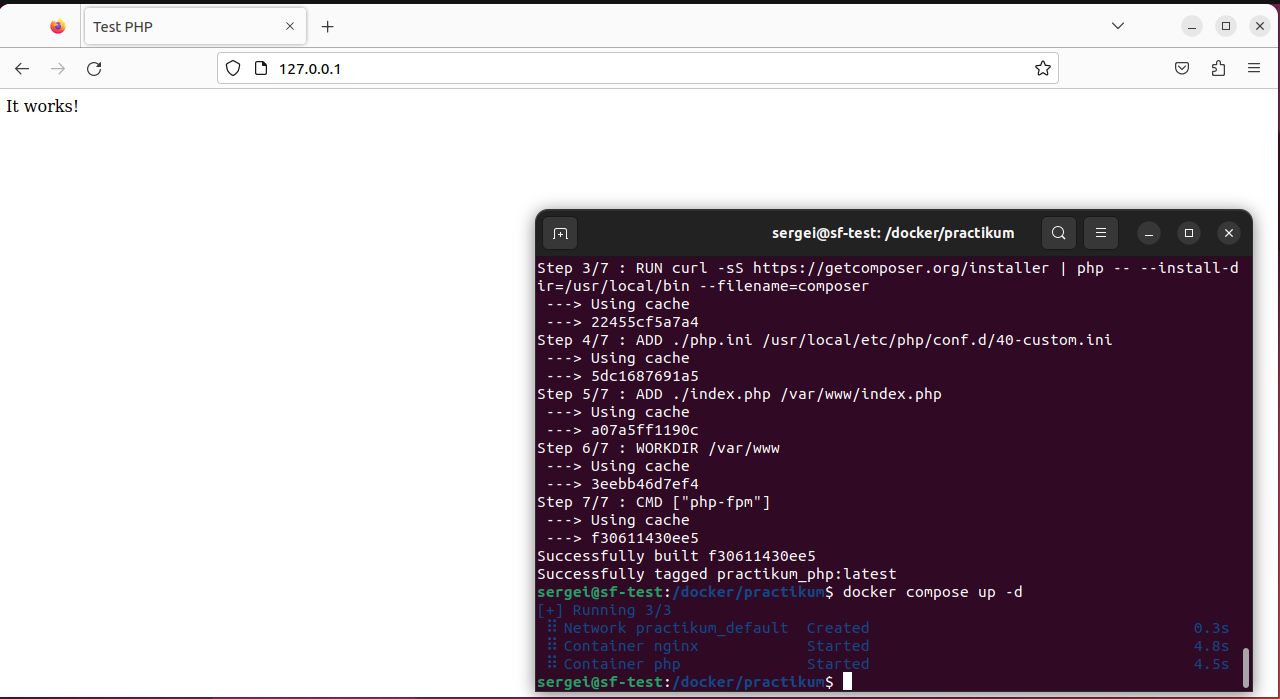 Test PHP
127.0.0.1
It works!
sergei@sf-test: /docker/practikum
Step 3/7 : RUN curl -sS https://getcomposer.org/installer | php -- --install-d
ir=/usr/local/bin --filename=composer
 ---> Using cache
 ---> 22455cf5a7a4
Step 4/7 : ADD ./php.ini /usr/local/etc/php/conf.d/40-custom.ini
 ---> Using cache
 ---> 5dc1687691a5
Step 5/7 : ADD ./index.php /var/www/index.php
 ---> Using cache
 ---> a07a5ff1190c
Step 6/7 : WORKDIR /var/www
 ---> Using cache
 ---> 3eebb46d7ef4
Step 7/7 : CMD ["php-fpm"]
 ---> Using cache
 ---> f30611430ee5
Successfully built f30611430ee5
Successfully tagged practikum_php:latest
sergei@sf-test:/docker/practikum$ docker compose up -d
[+] Running 3/3
 ⠿ Network practikum_default  Created 0.3s
 ⠿ Container nginx            Started 4.8s
 ⠿ Container php              Started 4.5s
sergei@sf-test:/docker/practikum$